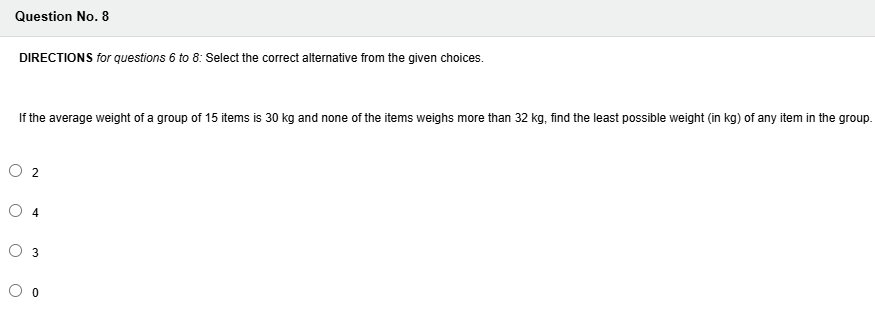 Question No. 8
DIRECTIONS for questions 6 to 8: Select the correct alternative from the given choices.
If the average weight of a group of 15 items is 30 kg and none of the items weighs more than 32 kg, find the least possible weight (in kg) of any item in the group.
2
4
3
0